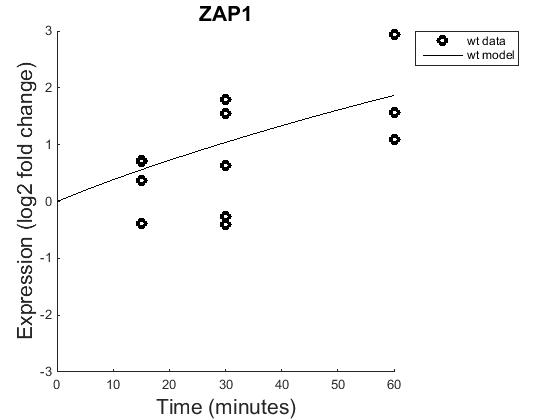 ZAP1
wt data
wt model
Expression (log2 fold change)
3
2
1
0
-1
-2
-3
0 10 20 30 40 50 60
Time (minutes)